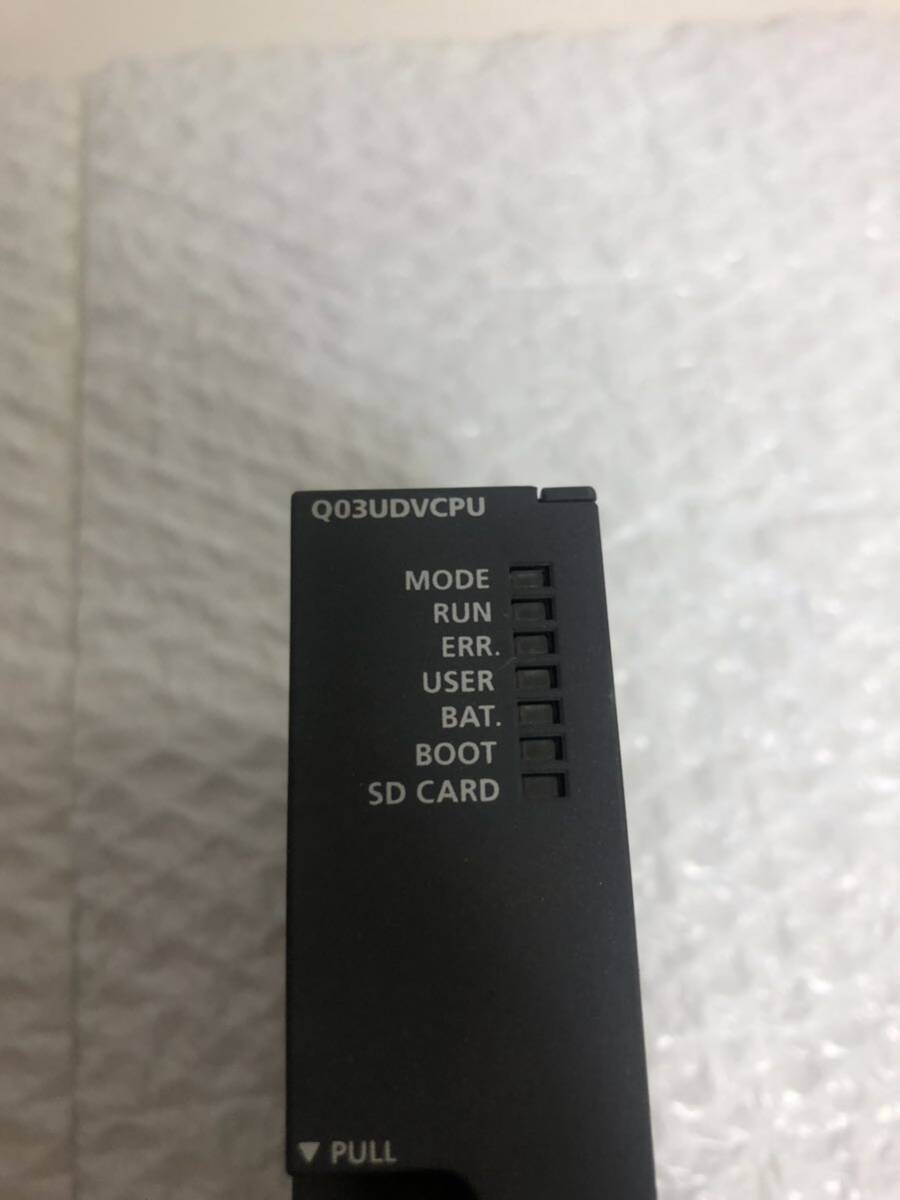 Q03UDVCPU
MODE
RUN
ERR.
USER
BAT.
BOOT
SD CARD
▼ PULL